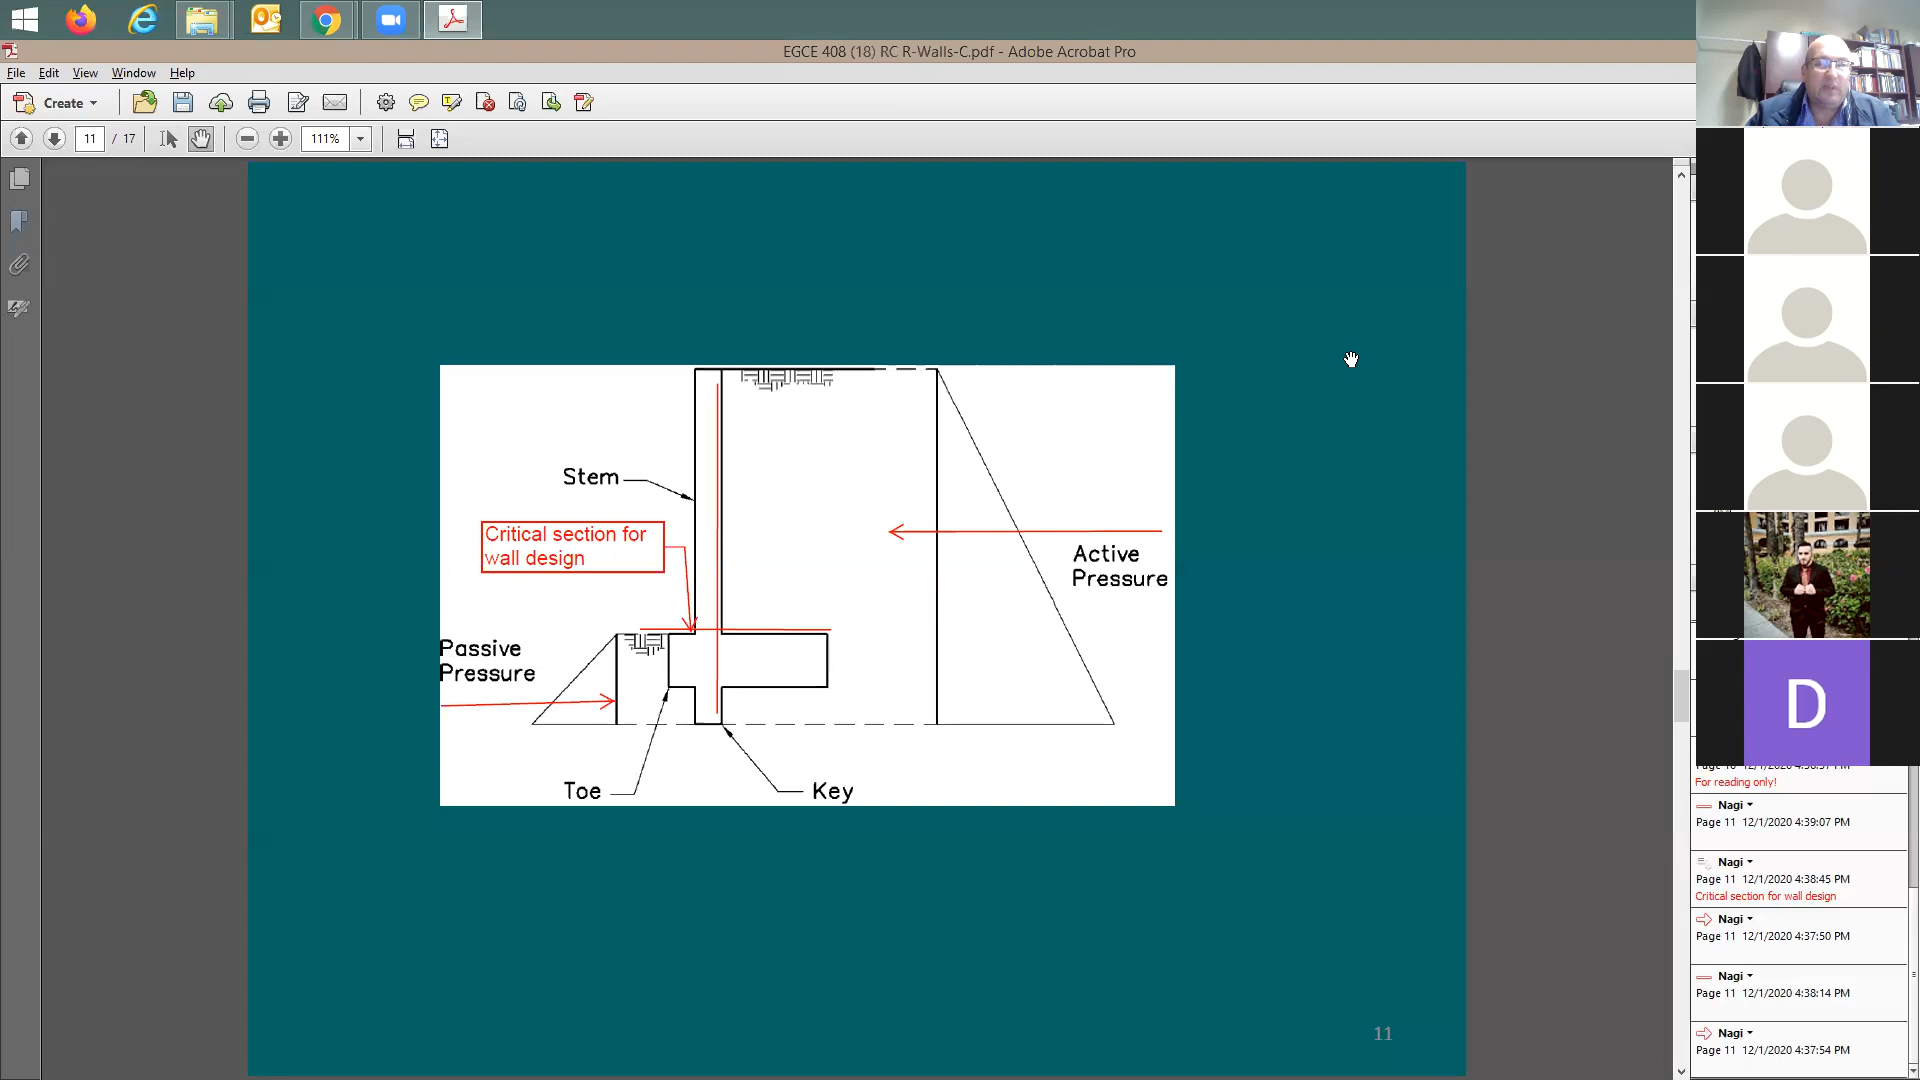 EGCE 408 (18) RC R-Walls-C.pdf - Adobe Acrobat Pro
File Edit View Window Help
Create
11 / 17
111%
Stem
Critical section for
wall design
Active
Pressure
Passive
Pressure
Toe
Key
11
D
For reading only!
Nagi
Page 11 12/1/2020 4:39:07 PM
Nagi
Page 11 12/1/2020 4:38:45 PM
Critical section for wall design
Nagi
Page 11 12/1/2020 4:37:50 PM
Nagi
Page 11 12/1/2020 4:38:14 PM
Nagi
Page 11 12/1/2020 4:37:54 PM